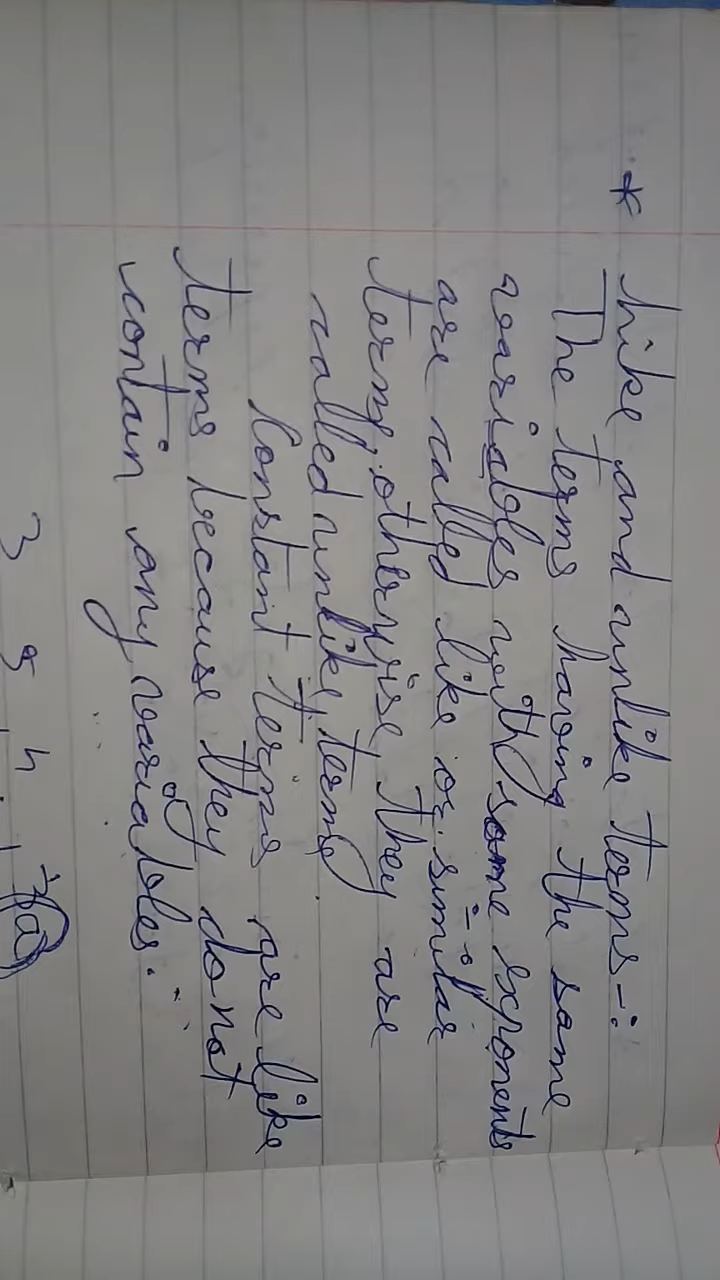 * Like and unlike terms-:
The terms having the same
variables with same exponents
are called like or similar
terms, otherwise, they are
called unlike terms.
Constant terms are like
terms because they do not
contain any variables.